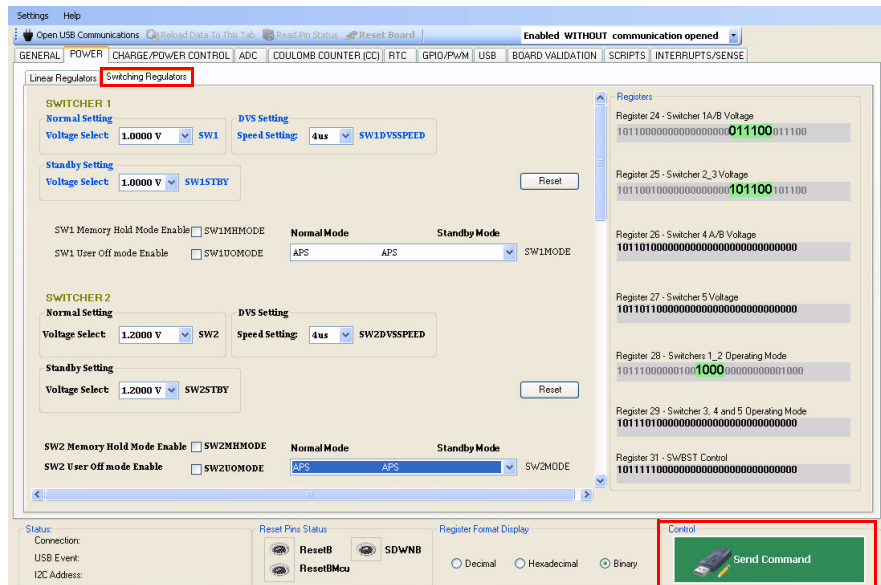 Settings Help
Open USB Communications Reload Data To This Tab Read Pin Status Reset Board Enabled WITHOUT communication opened
GENERAL POWER CHARGE/POWER CONTROL ADC COULOMB COUNTER (CC) RTC GPIO/PWM USB BOARD VALIDATION SCRIPTS INTERRUPTS/SENSE
Linear Regulators Switching Regulators
SWITCHER 1
Normal Setting
Voltage Select: 1.0000 V SW1
DVS Setting
Speed Setting: 4us SW1DVSSPEED
Standby Setting
Voltage Select: 1.0000 V SW1STBY
Reset
SW1 Memory Hold Mode Enable SW1MHMODE
Normal Mode Standby Mode
SW1 User Off mode Enable SW1UOMODE
APS APS SW1MODE
SWITCHER 2
Normal Setting
Voltage Select: 1.2000 V SW2
DVS Setting
Speed Setting: 4us SW2DVSSPEED
Standby Setting
Voltage Select: 1.2000 V SW2STBY
Reset
SW2 Memory Hold Mode Enable SW2MHMODE
Normal Mode Standby Mode
SW2 User Off mode Enable SW2UOMODE
APS APS SW2MODE
Registers
Register 24 - Switcher 1A/B Voltage
10110000000000000000011100011100
Register 25 - Switcher 2_3 Voltage
10110010000000000000101100101100
Register 26 - Switcher 4 A/B Voltage
10110100000000000000000000000000
Register 27 - Switcher 5 Voltage
10110110000000000000000000000000
Register 28 - Switchers 1_2 Operating Mode
10111000000100100000000000001000
Register 29 - Switcher 3, 4 and 5 Operating Mode
10111010000000000000000000000000
Register 31 - SWBST Control
10111110000000000000000000000000
Status:
Connection:
USB Event:
I2C Address:
Reset Pins Status
ResetB SDWNB
ResetBMcu
Register Format Display
Decimal Hexadecimal Binary
Control
Send Command